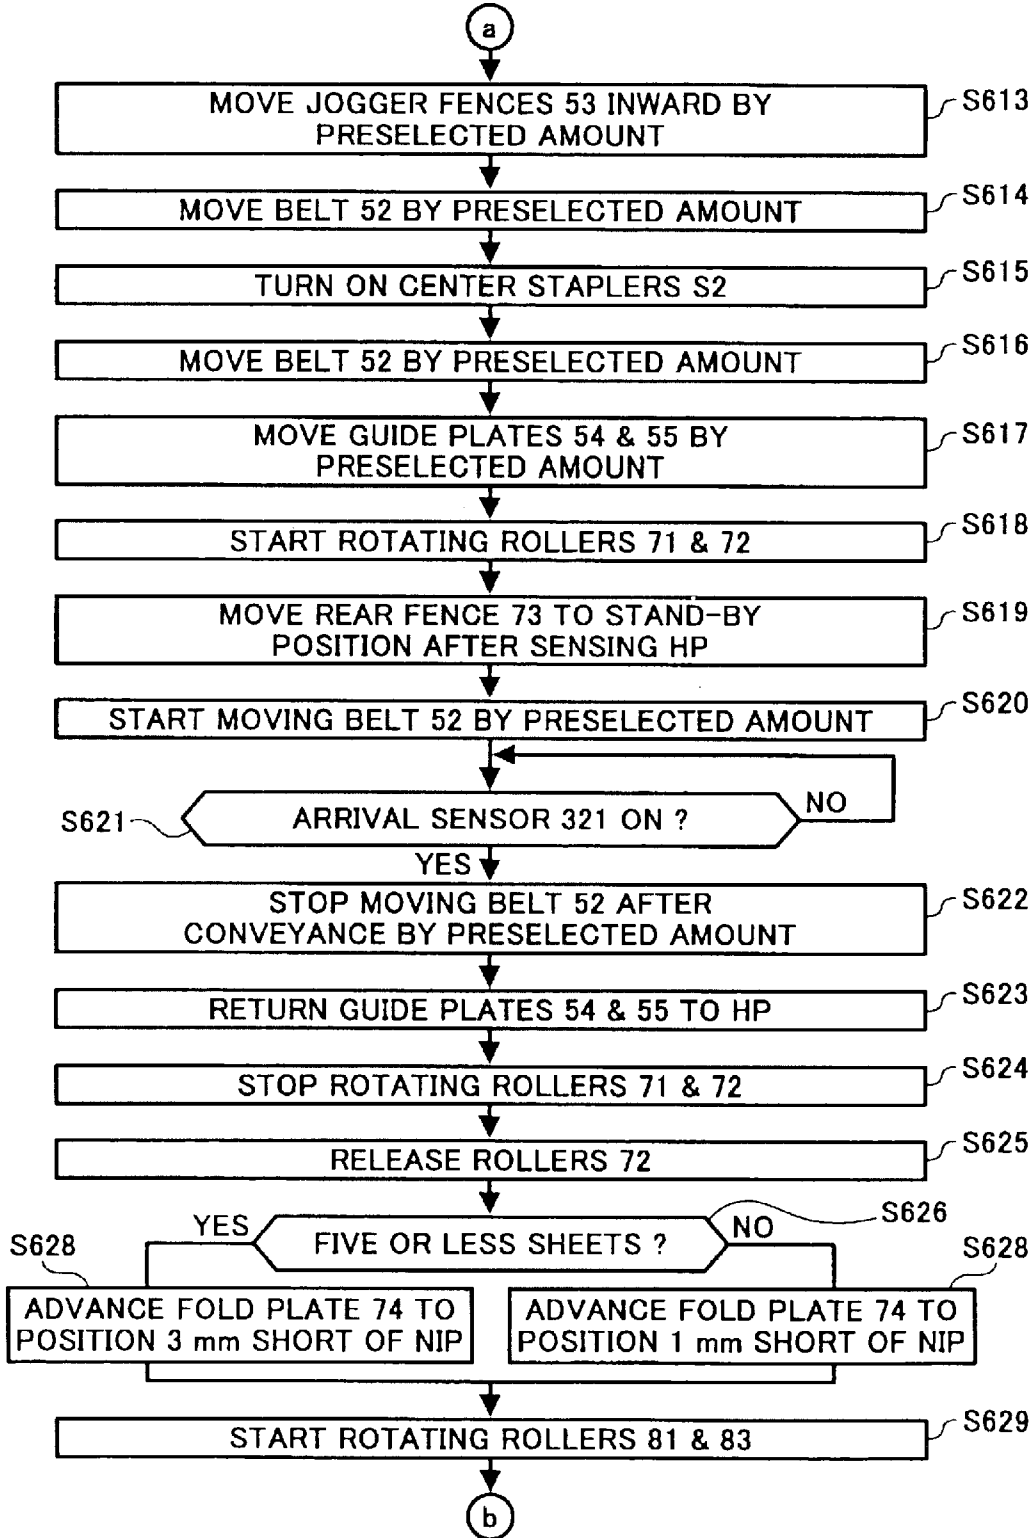 a
MOVE JOGGER FENCES 53 INWARD BY
PRESELECTED AMOUNT
S613
MOVE BELT 52 BY PRESELECTED AMOUNT
S614
TURN ON CENTER STAPLERS S2
S615
MOVE BELT 52 BY PRESELECTED AMOUNT
S616
MOVE GUIDE PLATES 54 & 55 BY
PRESELECTED AMOUNT
S617
START ROTATING ROLLERS 71 & 72
S618
MOVE REAR FENCE 73 TO STAND-BY
POSITION AFTER SENSING HP
S619
START MOVING BELT 52 BY PRESELECTED AMOUNT
S620
S621
ARRIVAL SENSOR 321 ON ?
NO
YES
STOP MOVING BELT 52 AFTER
CONVEYANCE BY PRESELECTED AMOUNT
S622
RETURN GUIDE PLATES 54 & 55 TO HP
S623
STOP ROTATING ROLLERS 71 & 72
S624
RELEASE ROLLERS 72
S625
YES
FIVE OR LESS SHEETS ?
NO
S626
S628
ADVANCE FOLD PLATE 74 TO
POSITION 3 mm SHORT OF NIP
S628
ADVANCE FOLD PLATE 74 TO
POSITION 1 mm SHORT OF NIP
START ROTATING ROLLERS 81 & 83
S629
b